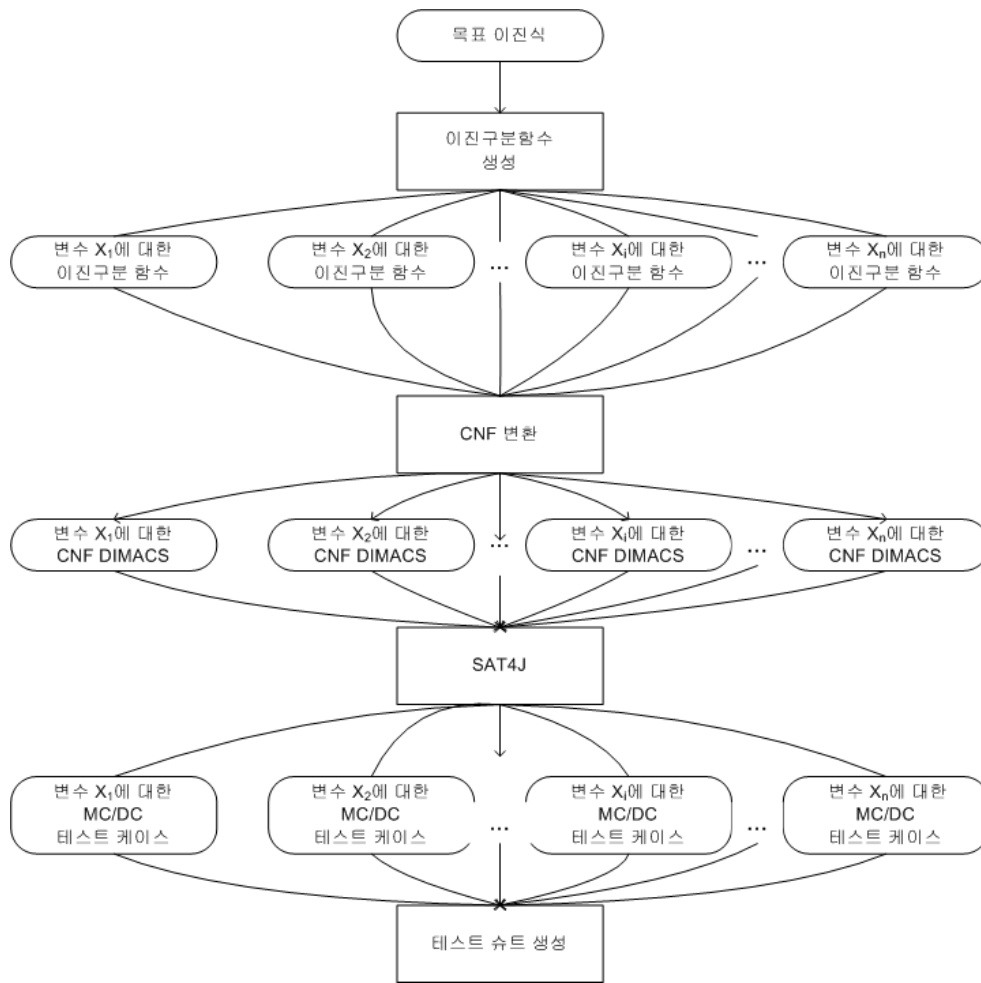 목표 이진식
이진구분함수
생성
변수 X₁에 대한
이진구분 함수
변수 X₂에 대한
이진구분 함수
...
변수 Xᵢ에 대한
이진구분 함수
...
변수 Xₙ에 대한
이진구분 함수
CNF 변환
변수 X₁에 대한
CNF DIMACS
변수 X₂에 대한
CNF DIMACS
...
변수 Xᵢ에 대한
CNF DIMACS
...
변수 Xₙ에 대한
CNF DIMACS
SAT4J
변수 X₁에 대한
MC/DC
테스트 케이스
변수 X₂에 대한
MC/DC
테스트 케이스
...
변수 Xᵢ에 대한
MC/DC
테스트 케이스
...
변수 Xₙ에 대한
MC/DC
테스트 케이스
테스트 슈트 생성